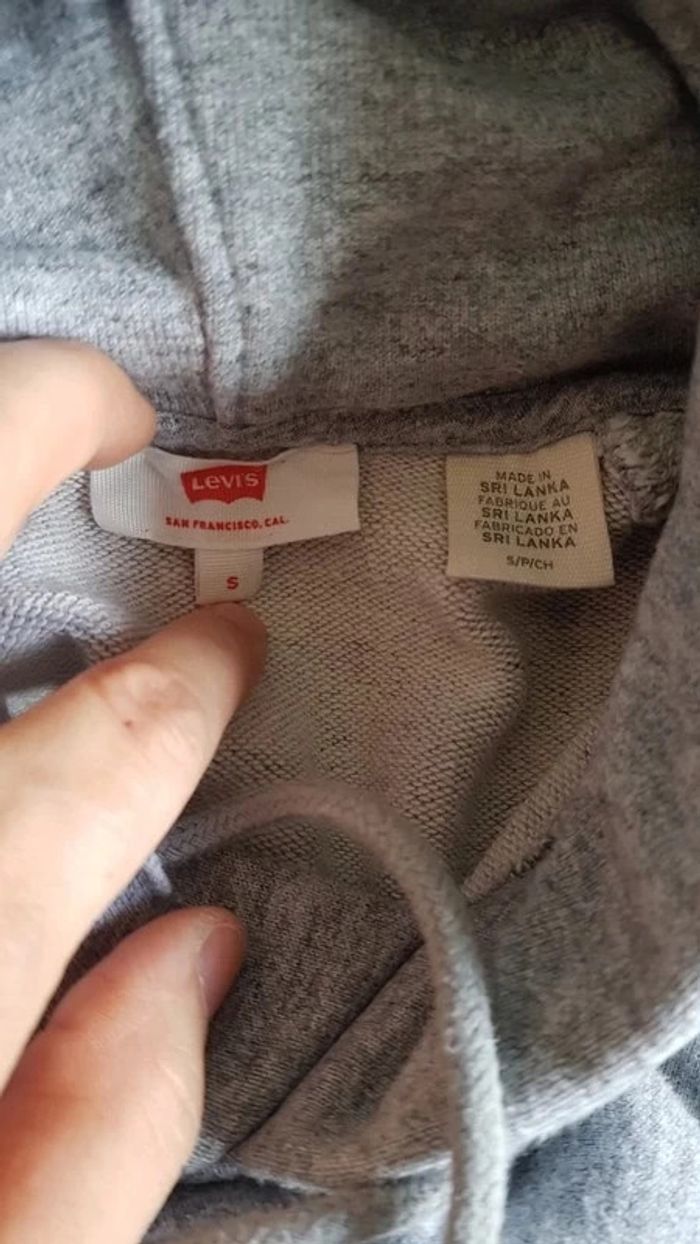 Levi's
SAN FRANCISCO, CAL.
S
MADE IN
SRI LANKA
FABRIQUE AU
SRI LANKA
FABRICADO EN
SRI LANKA
S/P/CH